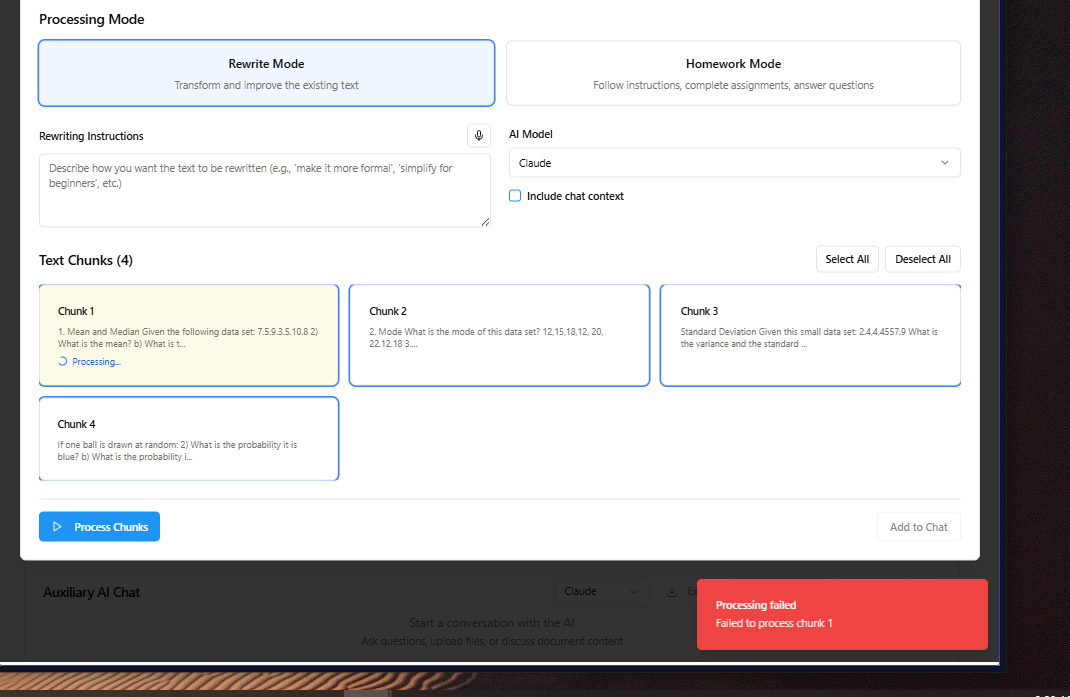 Processing Mode
Rewrite Mode
Transform and improve the existing text
Homework Mode
Follow instructions, complete assignments, answer questions
Rewriting Instructions
Describe how you want the text to be rewritten (e.g., 'make it more formal', 'simplify for
beginners', etc.)
AI Model
Claude
Include chat context
Text Chunks (4)
Select All
Deselect All
Chunk 1
1. Mean and Median Given the following data set: 7.5.9.3.5.10.8 2)
What is the mean? b) What is t...
Processing...
Chunk 2
2. Mode What is the mode of this data set? 12,15,18,12, 20,
22.12.18 3....
Chunk 3
Standard Deviation Given this small data set: 2.4,4,4557.9 What is
the variance and the standard ...
Chunk 4
If one ball is drawn at random: 2) What is the probability it is
blue? b) What is the probability i...
Process Chunks
Add to Chat
Auxiliary AI Chat
Claude
Start a conversation with the AI
Ask questions, upload files, or discuss document content
Processing failed
Failed to process chunk 1